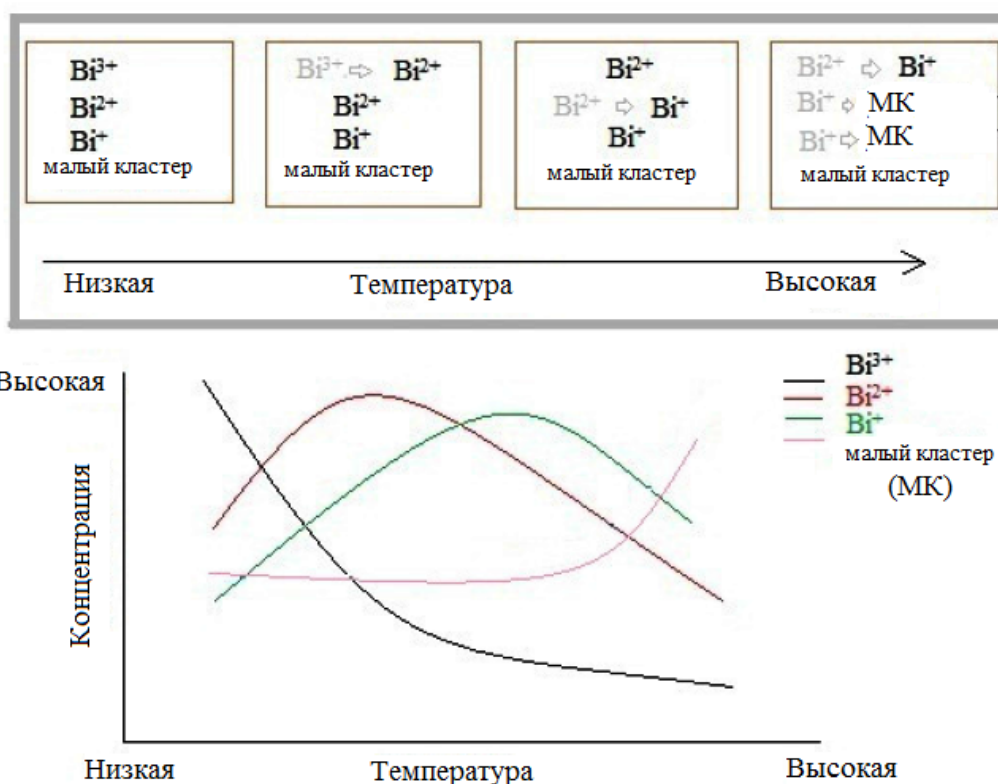 Bi³⁺
Bi²⁺
Bi⁺
малый кластер
Bi³⁺ ⇨ Bi²⁺
Bi²⁺
Bi⁺
малый кластер
Bi²⁺
Bi²⁺ ⇨ Bi⁺
Bi⁺
малый кластер
Bi²⁺ ⇨ Bi⁺
Bi⁺ ⇨ МК
Bi⁺ ⇨ МК
малый кластер
Низкая Температура Высокая
Высокая
Концентрация
Bi³⁺
Bi²⁺
Bi⁺
малый кластер
(МК)
Низкая Температура Высокая